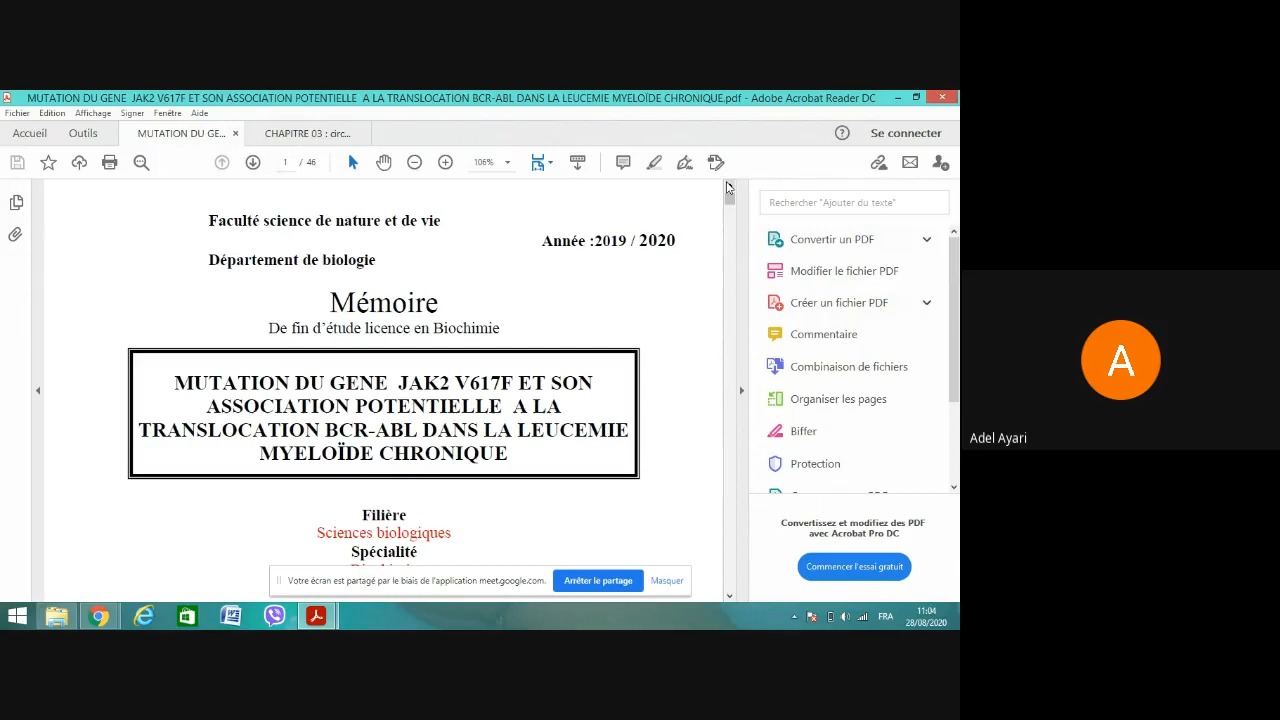 MUTATION DU GENE JAK2 V617F ET SON ASSOCIATION POTENTIELLE A LA TRANSLOCATION BCR-ABL DANS LA LEUCEMIE MYELOÏDE CHRONIQUE.pdf - Adobe Acrobat Reader DC
Fichier Edition Affichage Signer Fenêtre Aide
Accueil Outils MUTATION DU GE... × CHAPITRE 03 : circ... Se connecter
1 / 46 106%
Faculté science de nature et de vie
Année :2019 / 2020
Département de biologie
Mémoire
De fin d’étude licence en Biochimie
MUTATION DU GENE JAK2 V617F ET SON
ASSOCIATION POTENTIELLE A LA
TRANSLOCATION BCR-ABL DANS LA LEUCEMIE
MYELOÏDE CHRONIQUE
Filière
Sciences biologiques
Spécialité
Rechercher "Ajouter du texte"
Convertir un PDF
Modifier le fichier PDF
Créer un fichier PDF
Commentaire
Combinaison de fichiers
Organiser les pages
Biffer
Protection
Convertissez et modifiez des PDF
avec Acrobat Pro DC
Commencer l'essai gratuit
Votre écran est partagé par le biais de l'application meet.google.com. Arrêter le partage Masquer
FRA
11:04
28/08/2020
A
Adel Ayari